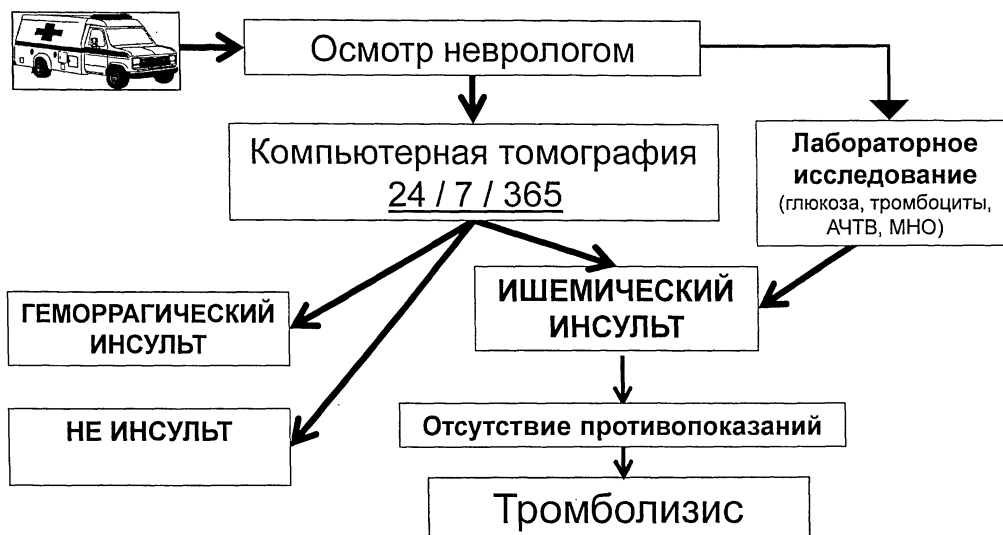 Осмотр неврологом
Компьютерная томография
24 / 7 / 365
Лабораторное
исследование
(глюкоза, тромбоциты,
АЧТВ, МНО)
ГЕМОРРАГИЧЕСКИЙ
ИНСУЛЬТ
ИШЕМИЧЕСКИЙ
ИНСУЛЬТ
НЕ ИНСУЛЬТ
Отсутствие противопоказаний
Тромболизис